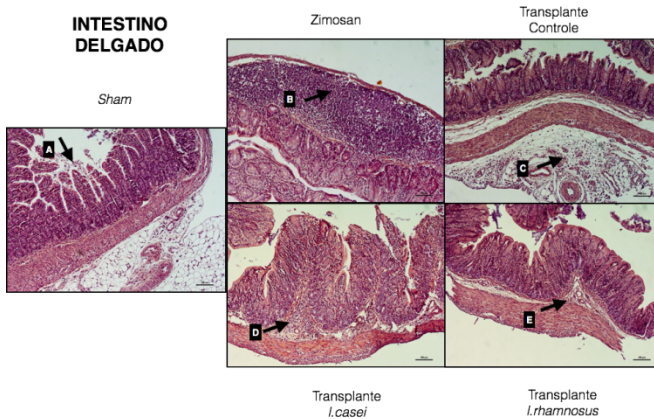 INTESTINO
DELGADO
Sham
Zimosan
Transplante
Controle
A
B
C
D
E
Transplante
l.casei
Transplante
l.rhamnosus